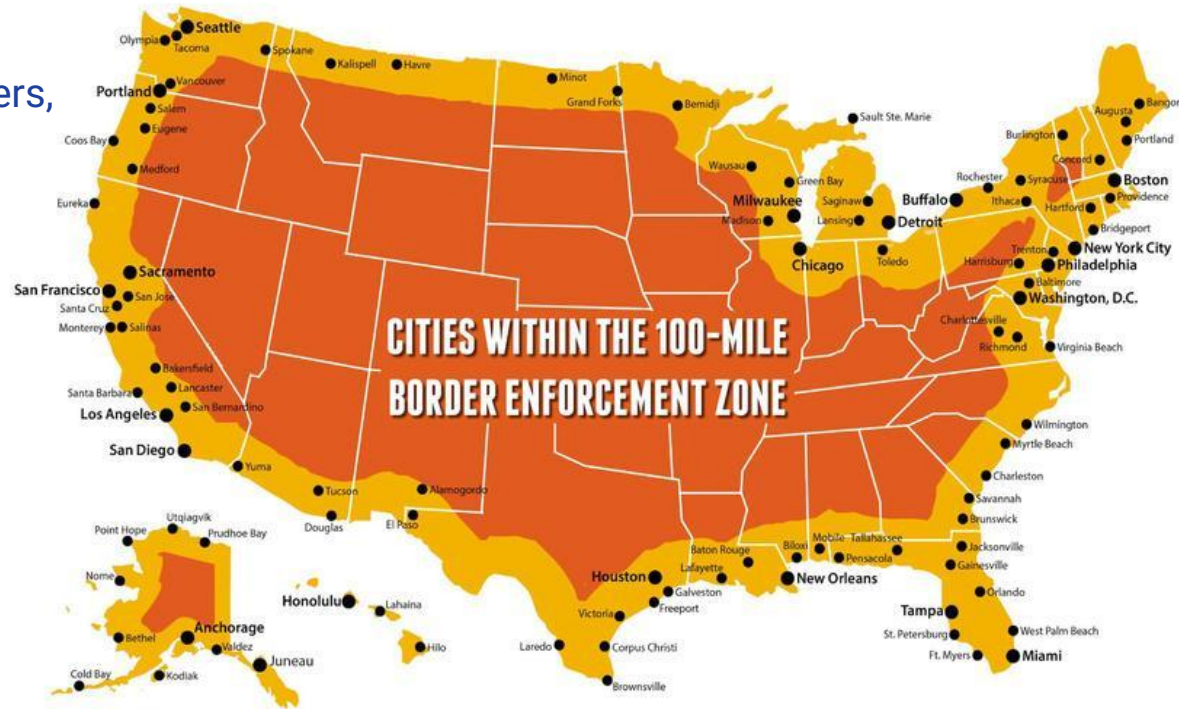 ers,
Seattle
Olympia
Tacoma
Spokane
Kalispell
Havre
Minot
Grand Forks
Bemidji
Sault Ste. Marie
Bangor
Augusta
Portland
Burlington
Concord
Vancouver
Portland
Salem
Eugene
Coos Bay
Medford
Eureka
Wausau
Green Bay
Milwaukee
Madison
Saginaw
Lansing
Detroit
Chicago
Toledo
Rochester
Buffalo
Syracuse
Ithaca
Boston
Providence
Hartford
Bridgeport
New York City
Trenton
Philadelphia
Harrisburg
Baltimore
Washington, D.C.
Charlottesville
Richmond
Virginia Beach
Sacramento
San Francisco
San Jose
Santa Cruz
Monterey
Salinas
CITIES WITHIN THE 100-MILE
BORDER ENFORCEMENT ZONE
Bakersfield
Santa Barbara
Lancaster
Los Angeles
San Bernardino
San Diego
Yuma
Tucson
Douglas
Alamogordo
El Paso
Wilmington
Myrtle Beach
Charleston
Savannah
Brunswick
Jacksonville
Gainesville
Orlando
Tampa
St. Petersburg
West Palm Beach
Ft. Myers
Miami
Baton Rouge
Lafayette
Biloxi
Mobile
Tallahassee
Pensacola
New Orleans
Houston
Galveston
Freeport
Victoria
Laredo
Corpus Christi
Brownsville
Utqiagvik
Point Hope
Prudhoe Bay
Nome
Bethel
Anchorage
Valdez
Juneau
Cold Bay
Kodiak
Honolulu
Lahaina
Hilo